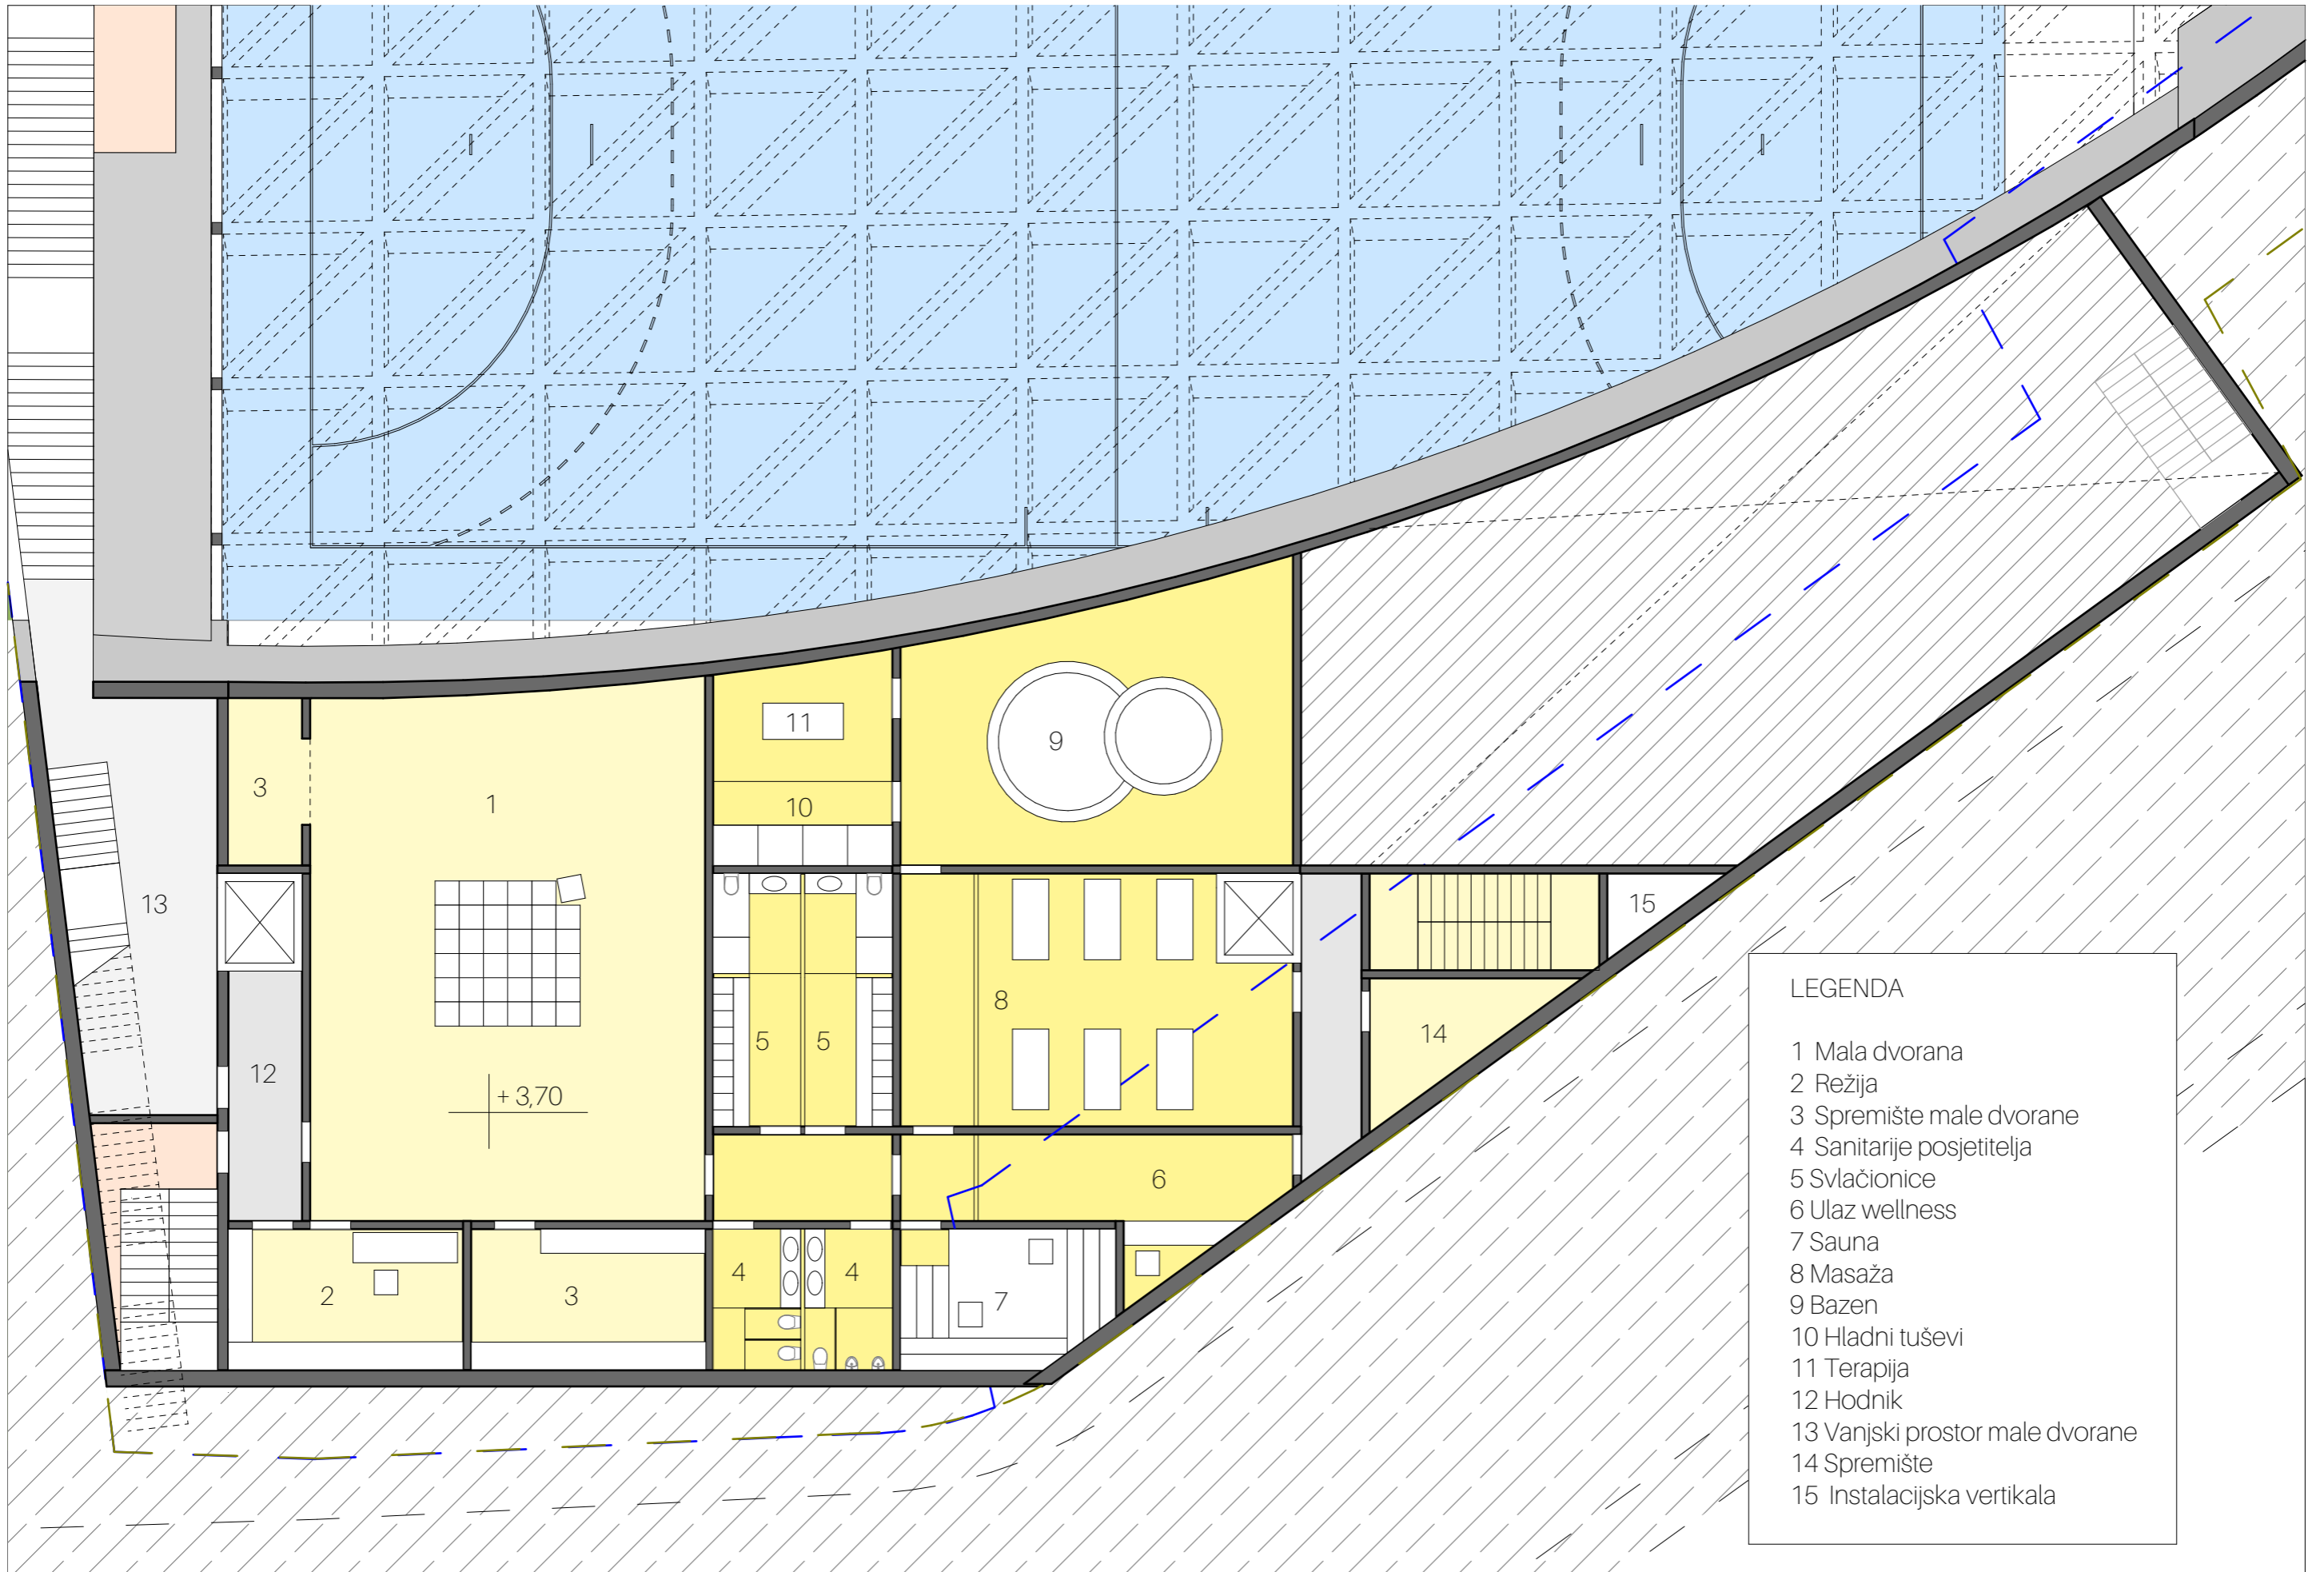 11
9
3
1
10
13
15
8
14
5
5
12
+ 3,70
6
4
4
2
3
7
LEGENDA
1 Mala dvorana
2 Režija
3 Spremište male dvorane
4 Sanitarije posjetitelja
5 Svlačionice
6 Ulaz wellness
7 Sauna
8 Masaža
9 Bazen
10 Hladni tuševi
11 Terapija
12 Hodnik
13 Vanjski prostor male dvorane
14 Spremište
15 Instalacijska vertikala